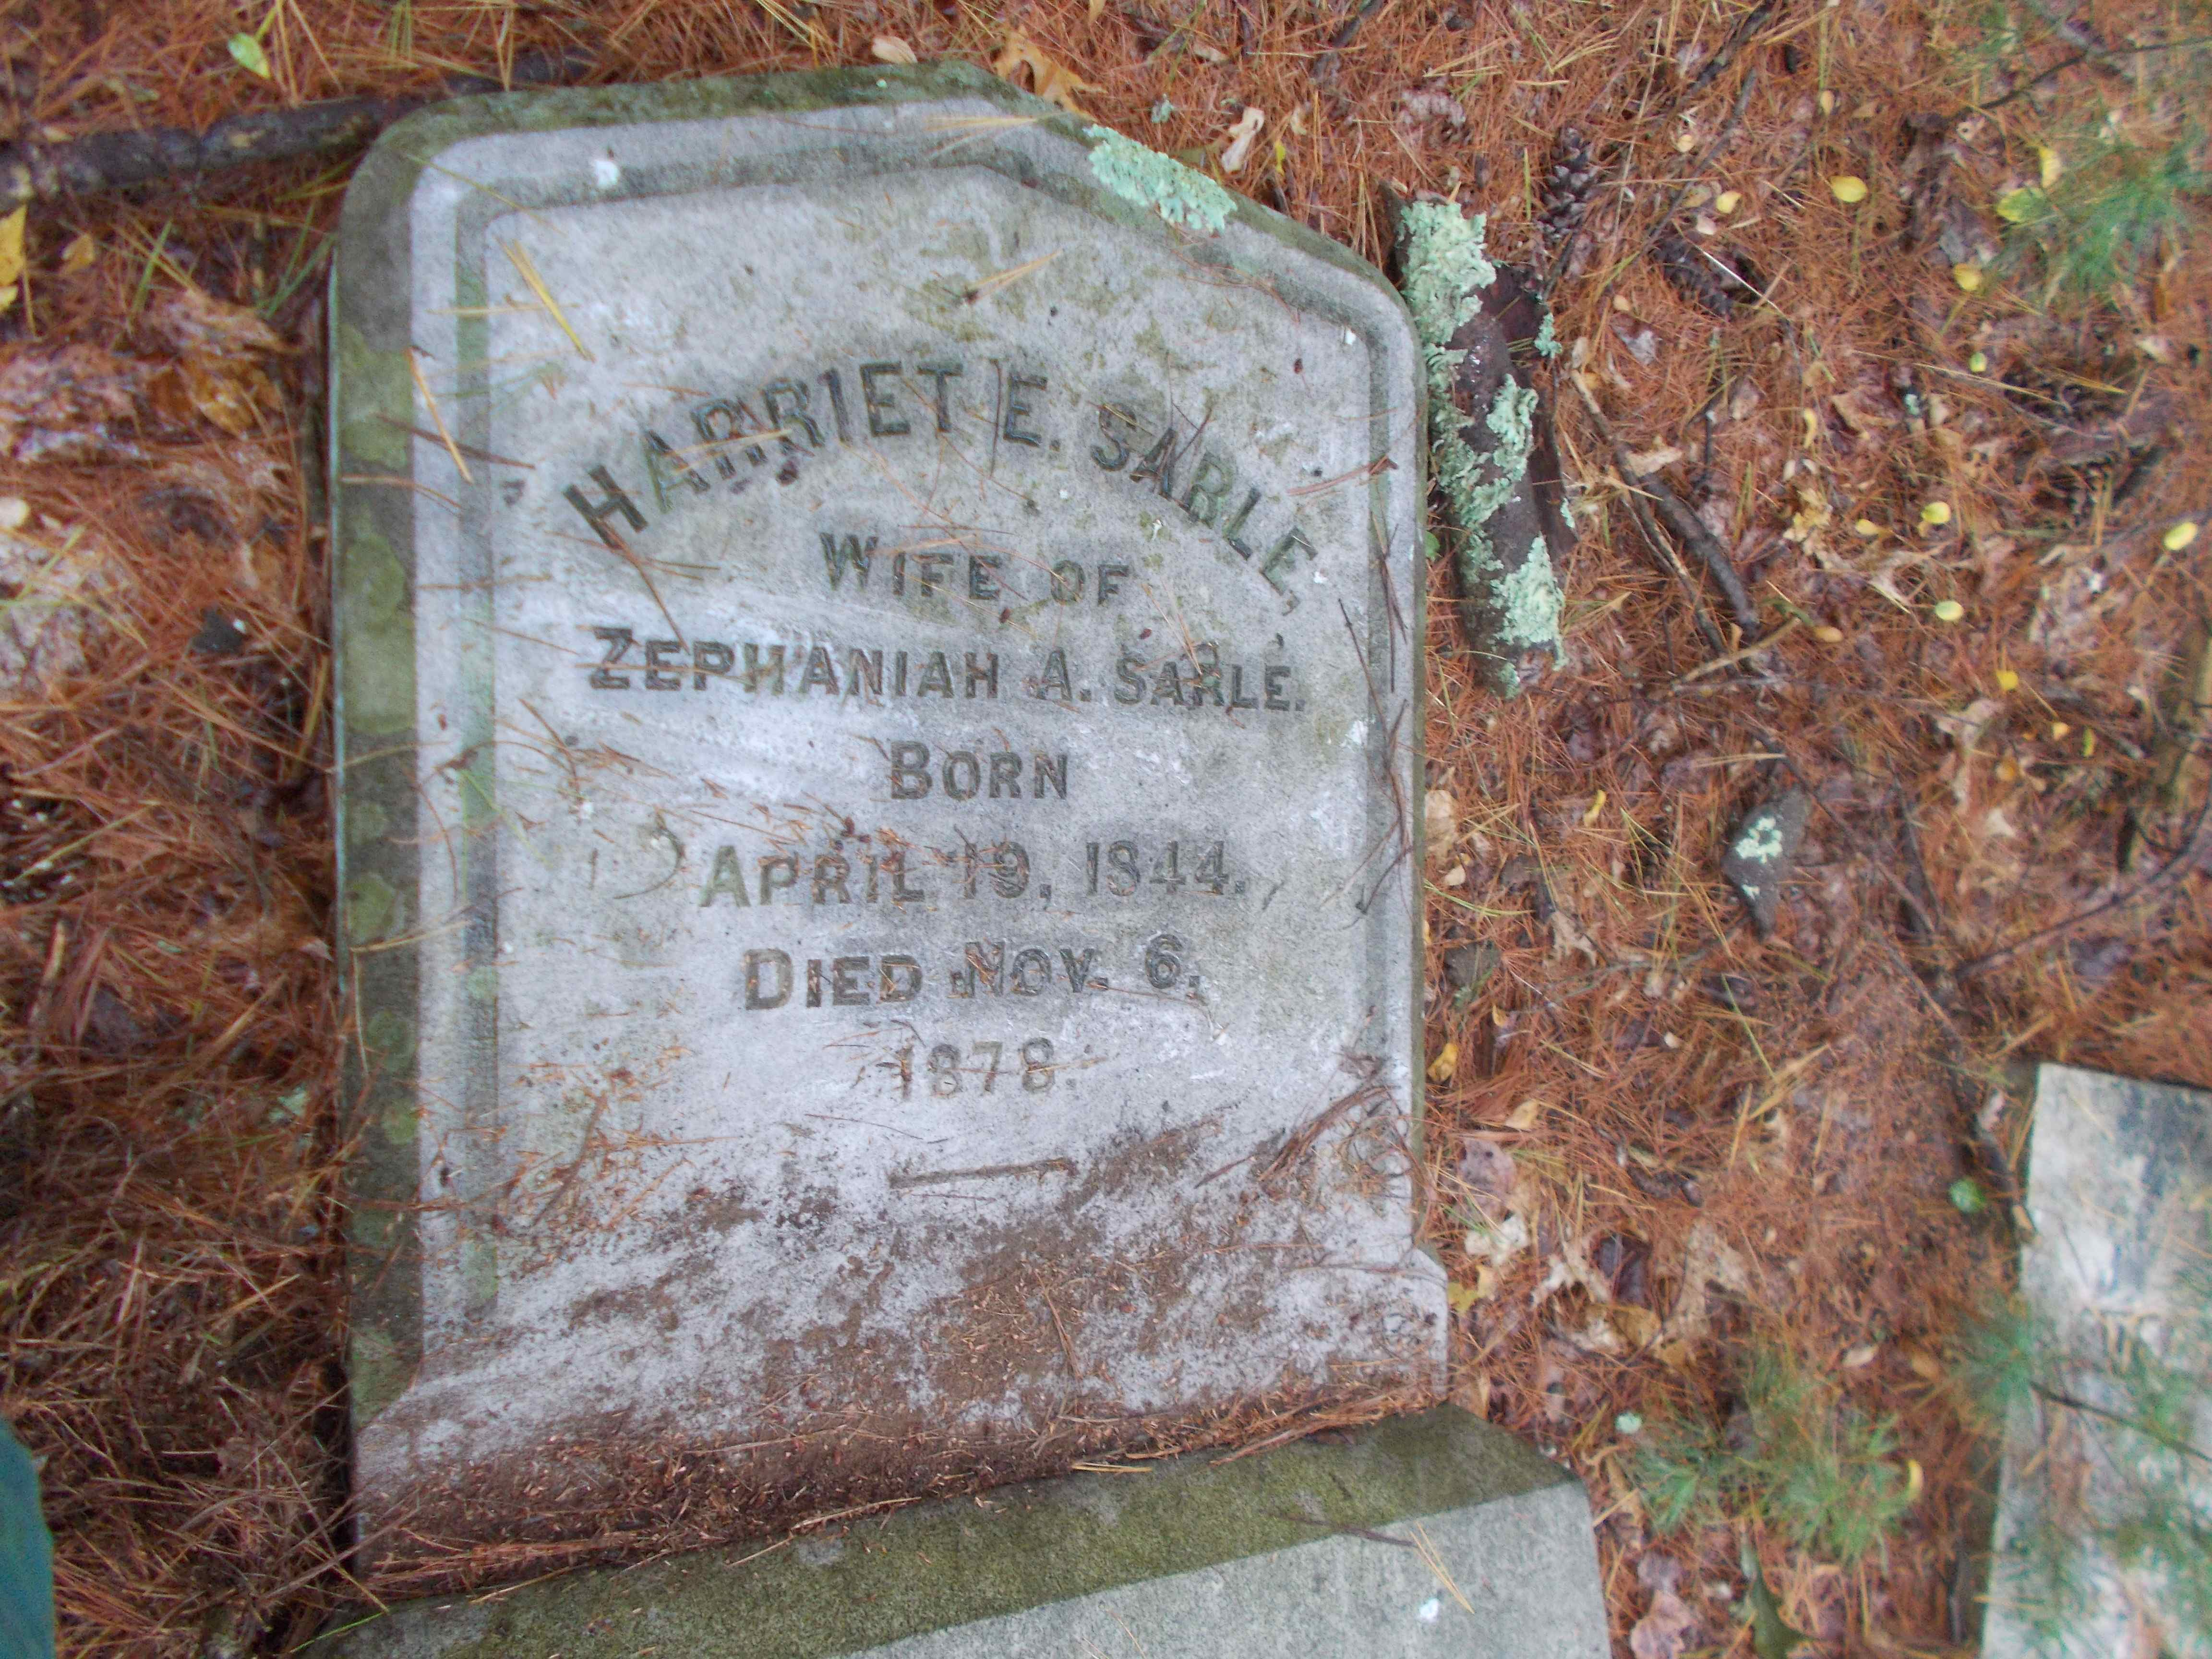 HARRIET E. SARLE,
WIFE OF
ZEPHANIAH A. SARLE.
BORN
APRIL 19, 1844.
DIED NOV. 6,
1878.